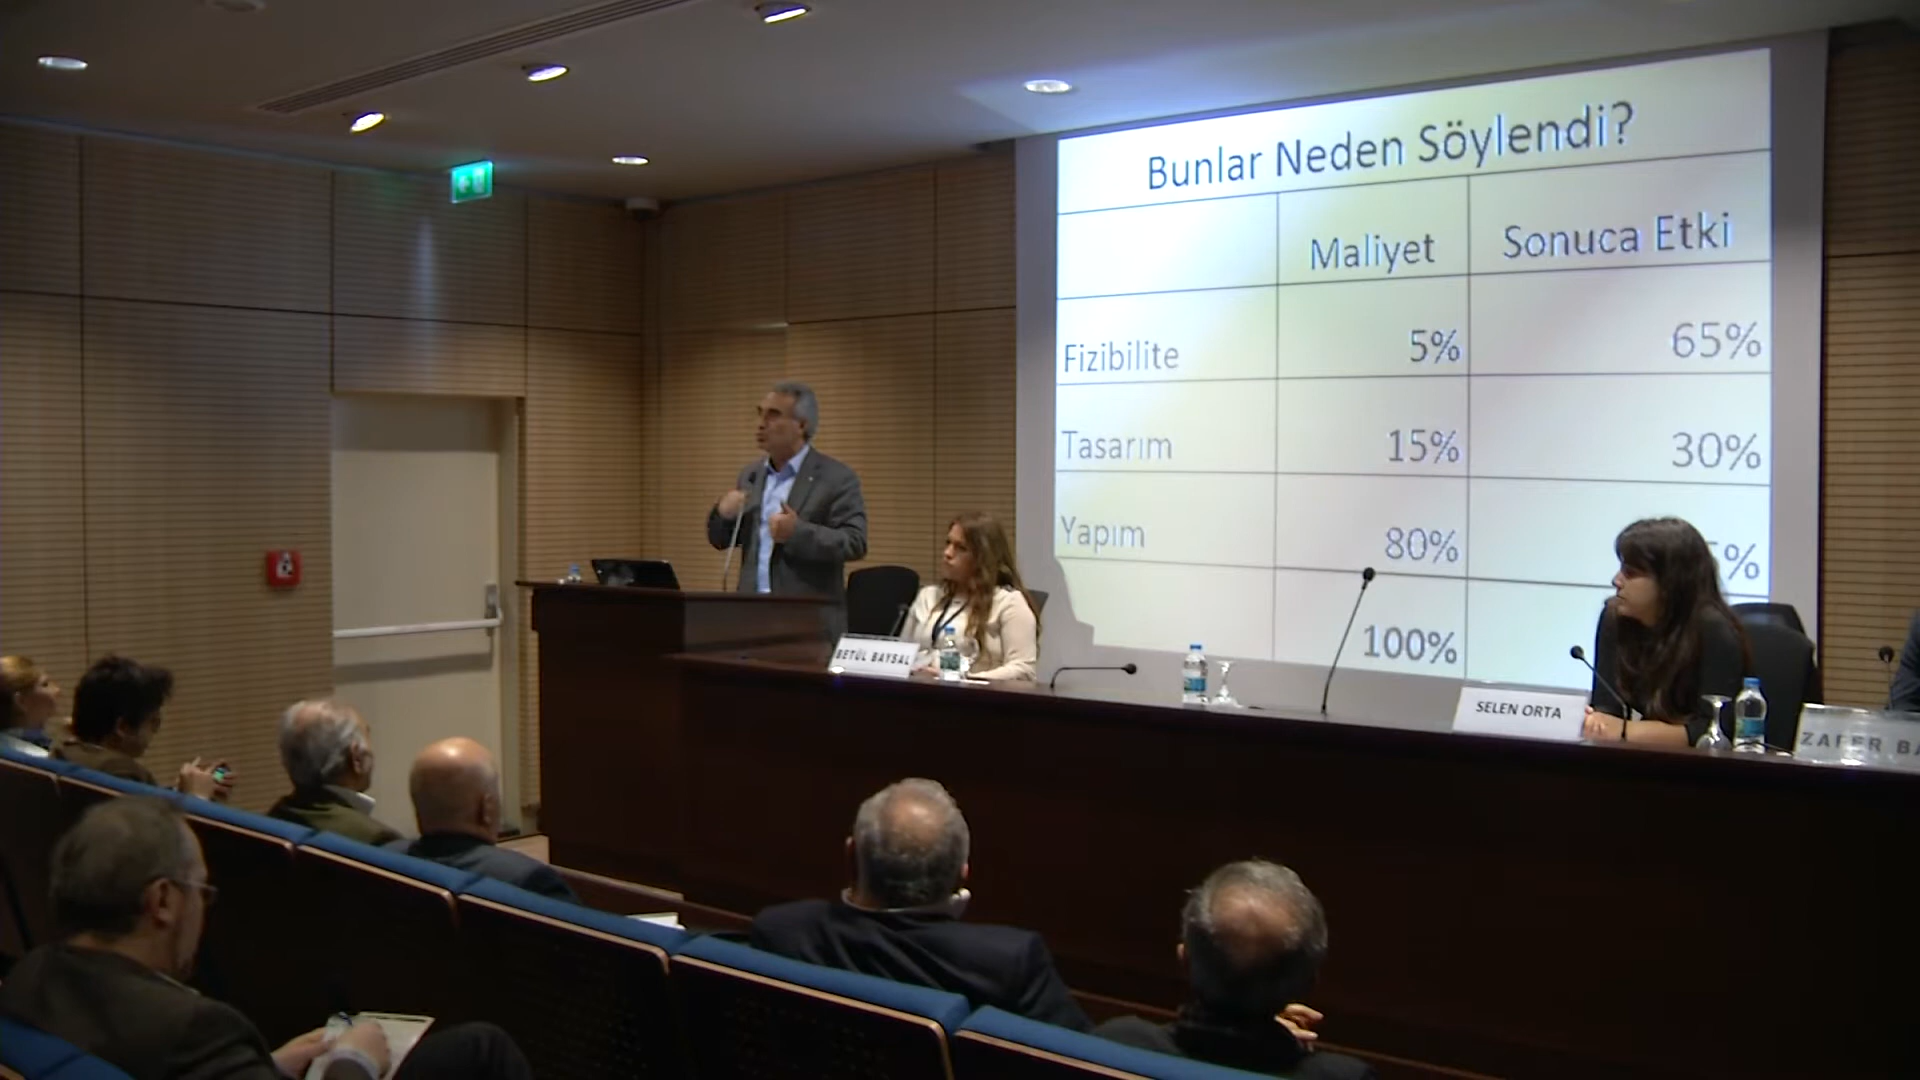 Bunlar Neden Söylendi?
Maliyet Sonuca Etki
Fizibilite 5% 65%
Tasarım 15% 30%
Yapım 80% %
100%
BETÜL BAYSAL
SELEN ORTA
ZAFER